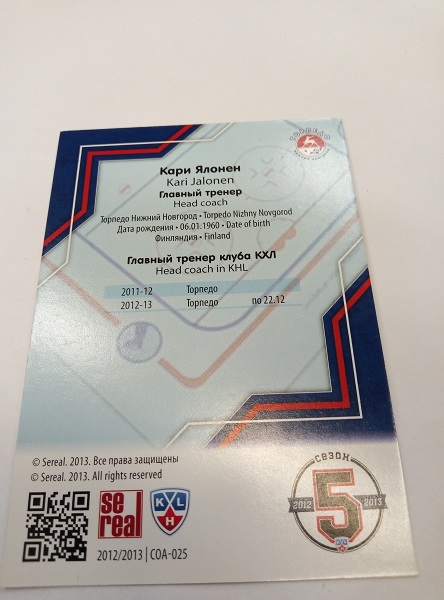 ТОРПЕДО
Кари Ялонен
Kari Jalonen
Главный тренер
Head coach
Торпедо Нижний Новгород • Torpedo Nizhny Novgorod
Дата рождения • 06.01.1960 • Date of birth
Финляндия • Finland
Главный тренер клуба КХЛ
Head coach in KHL
2011-12 Торпедо
2012-13 Торпедо по 22.12
© Sereal. 2013. Все права защищены
© Sereal. 2013. All rights reserved
se real
KHL
2012/2013 | COA-025
СЕЗОН
2012 5 2013